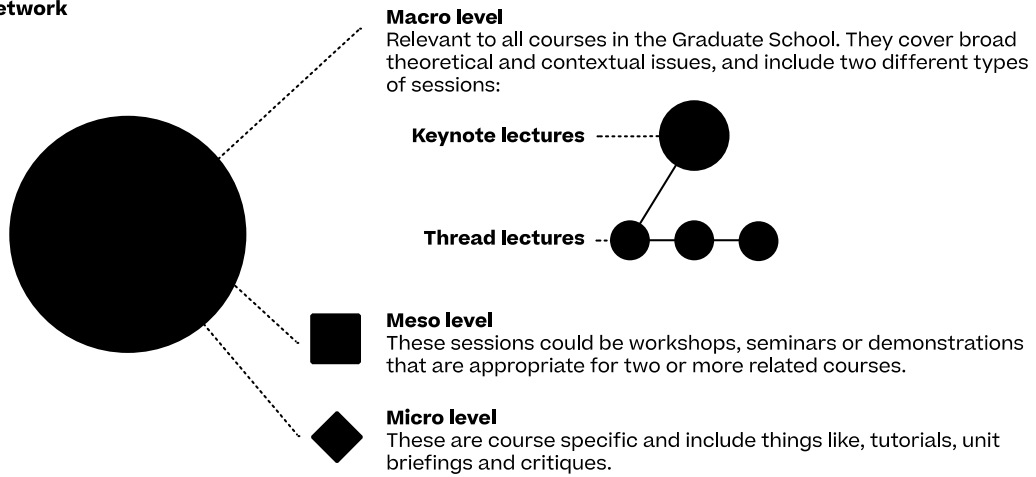 etwork
Macro level
Relevant to all courses in the Graduate School. They cover broad
theoretical and contextual issues, and include two different types
of sessions:
Keynote lectures
Thread lectures
Meso level
These sessions could be workshops, seminars or demonstrations
that are appropriate for two or more related courses.
Micro level
These are course specific and include things like, tutorials, unit
briefings and critiques.